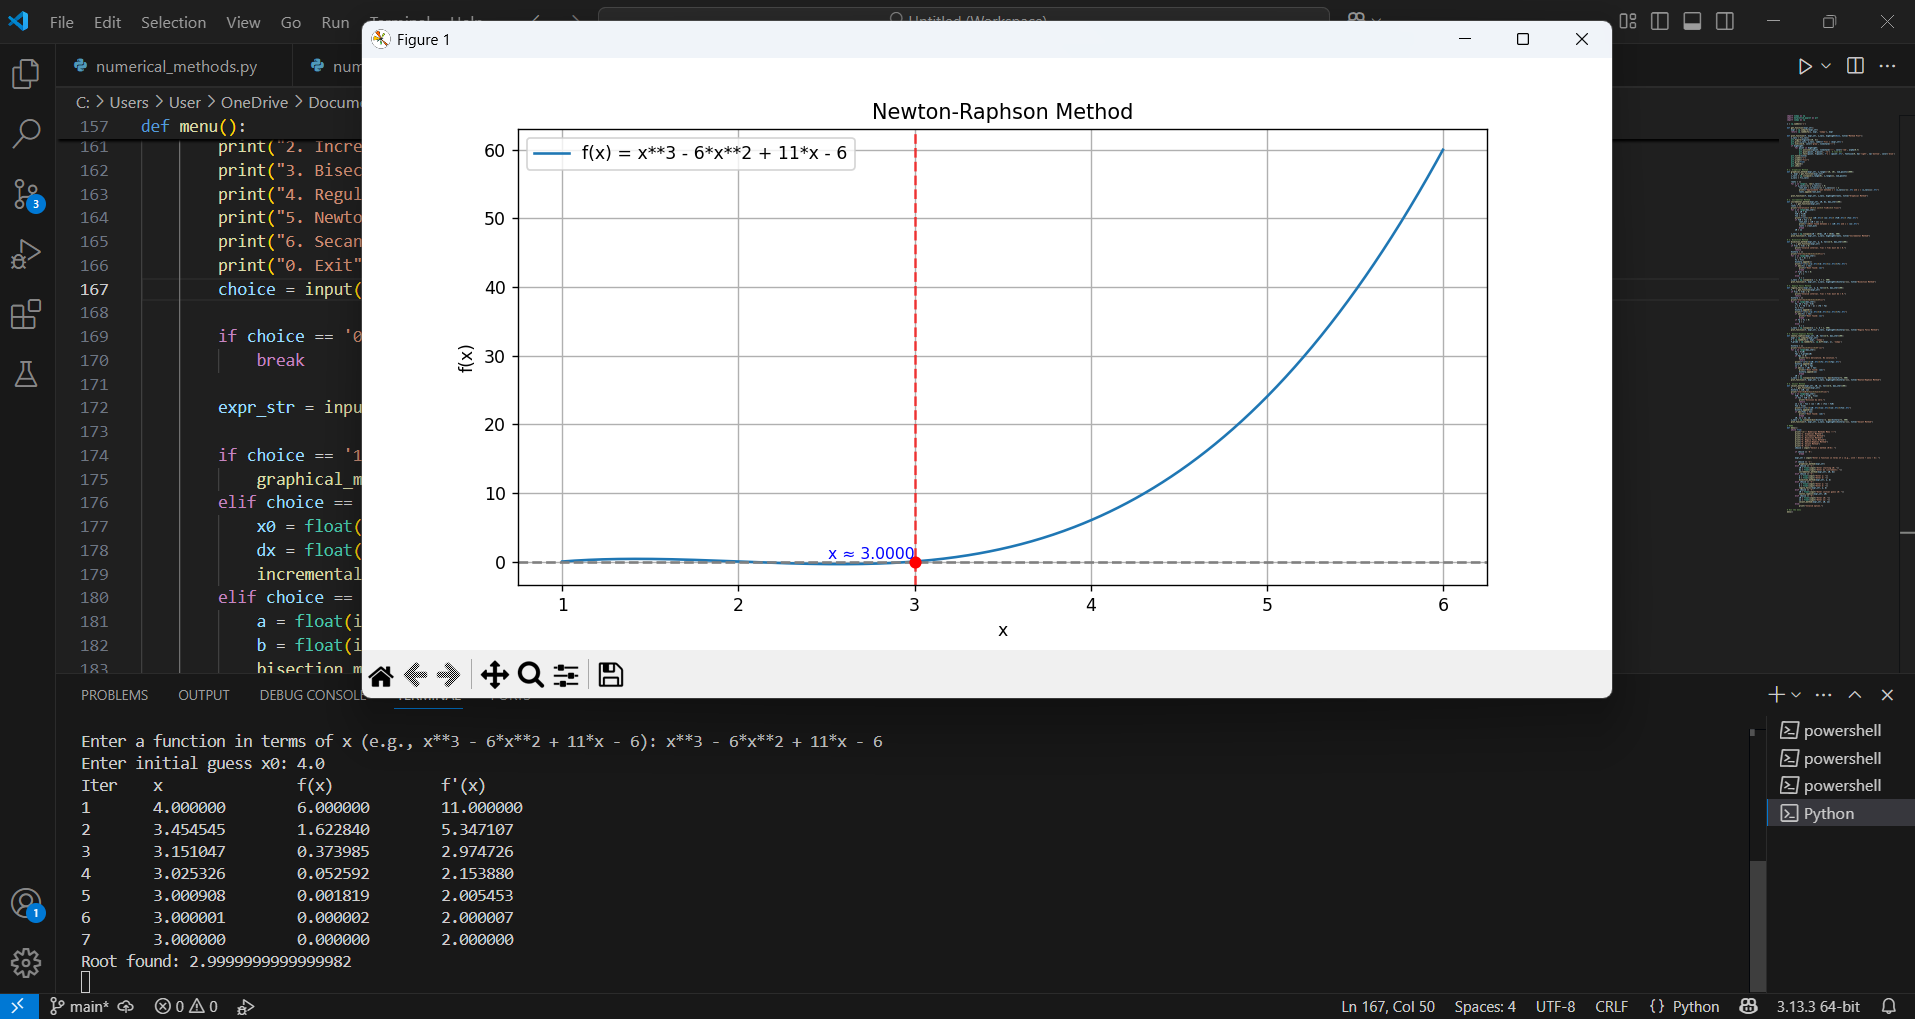 File Edit Selection View Go Run Terminal Help
Untitled (Workspace)
Figure 1
numerical_methods.py
num
C: > Users > User > OneDrive > Docum
157 def menu():
161 print("2. Incre
162 print("3. Bisec
163 print("4. Regul
164 print("5. Newto
165 print("6. Secan
166 print("0. Exit"
167 choice = input(
168
169 if choice == '0
170 break
171
172 expr_str = inpu
173
174 if choice == '1
175 graphical_m
176 elif choice ==
177 x0 = float(
178 dx = float(
179 incremental
180 elif choice ==
181 a = float(i
182 b = float(i
183 bisection_m
Newton-Raphson Method
f(x) = x**3 - 6*x**2 + 11*x - 6
60
50
40
30
20
10
0
f(x)
x ≈ 3.0000
1 2 3 4 5 6
x
PROBLEMS OUTPUT DEBUG CONSOLE TERMINAL PORTS
Enter a function in terms of x (e.g., x**3 - 6*x**2 + 11*x - 6): x**3 - 6*x**2 + 11*x - 6
Enter initial guess x0: 4.0
Iter x f(x) f'(x)
1 4.000000 6.000000 11.000000
2 3.454545 1.622840 5.347107
3 3.151047 0.373985 2.974726
4 3.025326 0.052592 2.153880
5 3.000908 0.001819 2.005453
6 3.000001 0.000002 2.000007
7 3.000000 0.000000 2.000000
Root found: 2.9999999999999982
powershell
powershell
powershell
Python
3
1
main* 0 0
Ln 167, Col 50 Spaces: 4 UTF-8 CRLF {} Python 3.13.3 64-bit